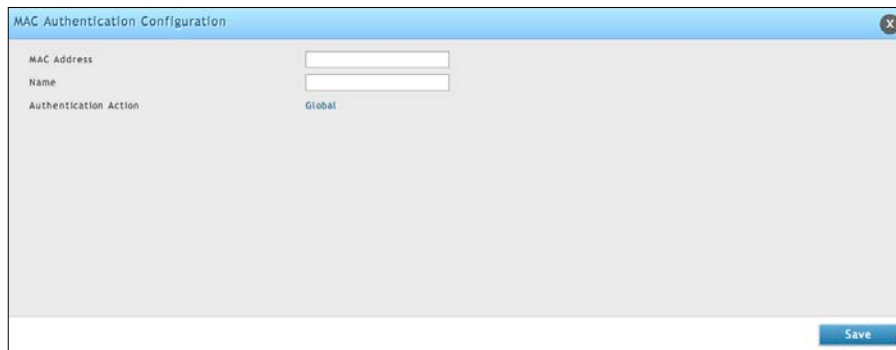 MAC Authentication Configuration
X
MAC Address
Name
Authentication Action Global
Save